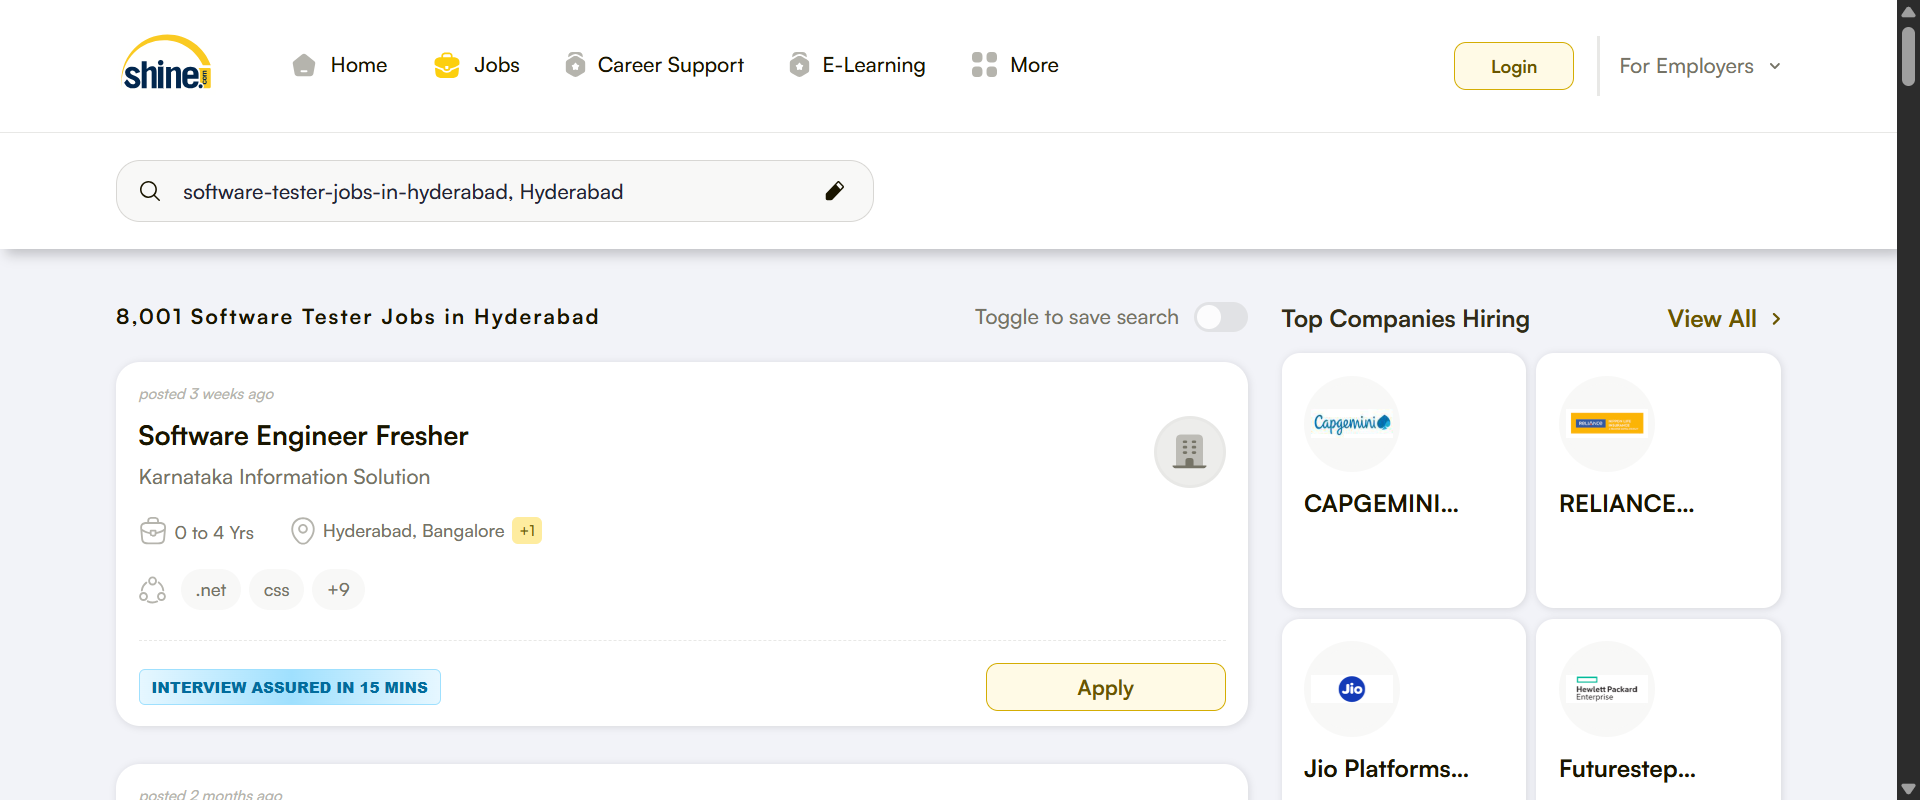 shine.com
Home
Jobs
Career Support
E-Learning
More
Login
For Employers
software-tester-jobs-in-hyderabad, Hyderabad
8,001 Software Tester Jobs in Hyderabad
Toggle to save search
posted 3 weeks ago
Software Engineer Fresher
Karnataka Information Solution
0 to 4 Yrs
Hyderabad, Bangalore +1
.net
css
+9
INTERVIEW ASSURED IN 15 MINS
Apply
posted 2 months ago
Top Companies Hiring
View All
Capgemini
CAPGEMINI...
RELIANCE
RELIANCE...
Jio
Jio Platforms...
Hewlett Packard
Enterprise
Futurestep...